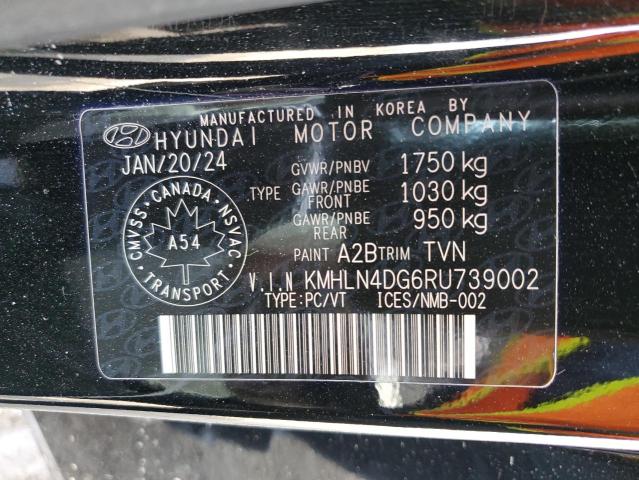 MANUFACTURED IN KOREA BY
HYUNDAI MOTOR COMPANY
JAN/20/24
GVWR/PNBV 1750 kg
TYPE GAWR/PNBE FRONT 1030 kg
GAWR/PNBE REAR 950 kg
PAINT A2B TRIM TVN
CANADA
CMVSS
NSVAC
A54
TRANSPORT
V.I.N KMHLN4DG6RU739002
TYPE:PC/VT ICES/NMB-002